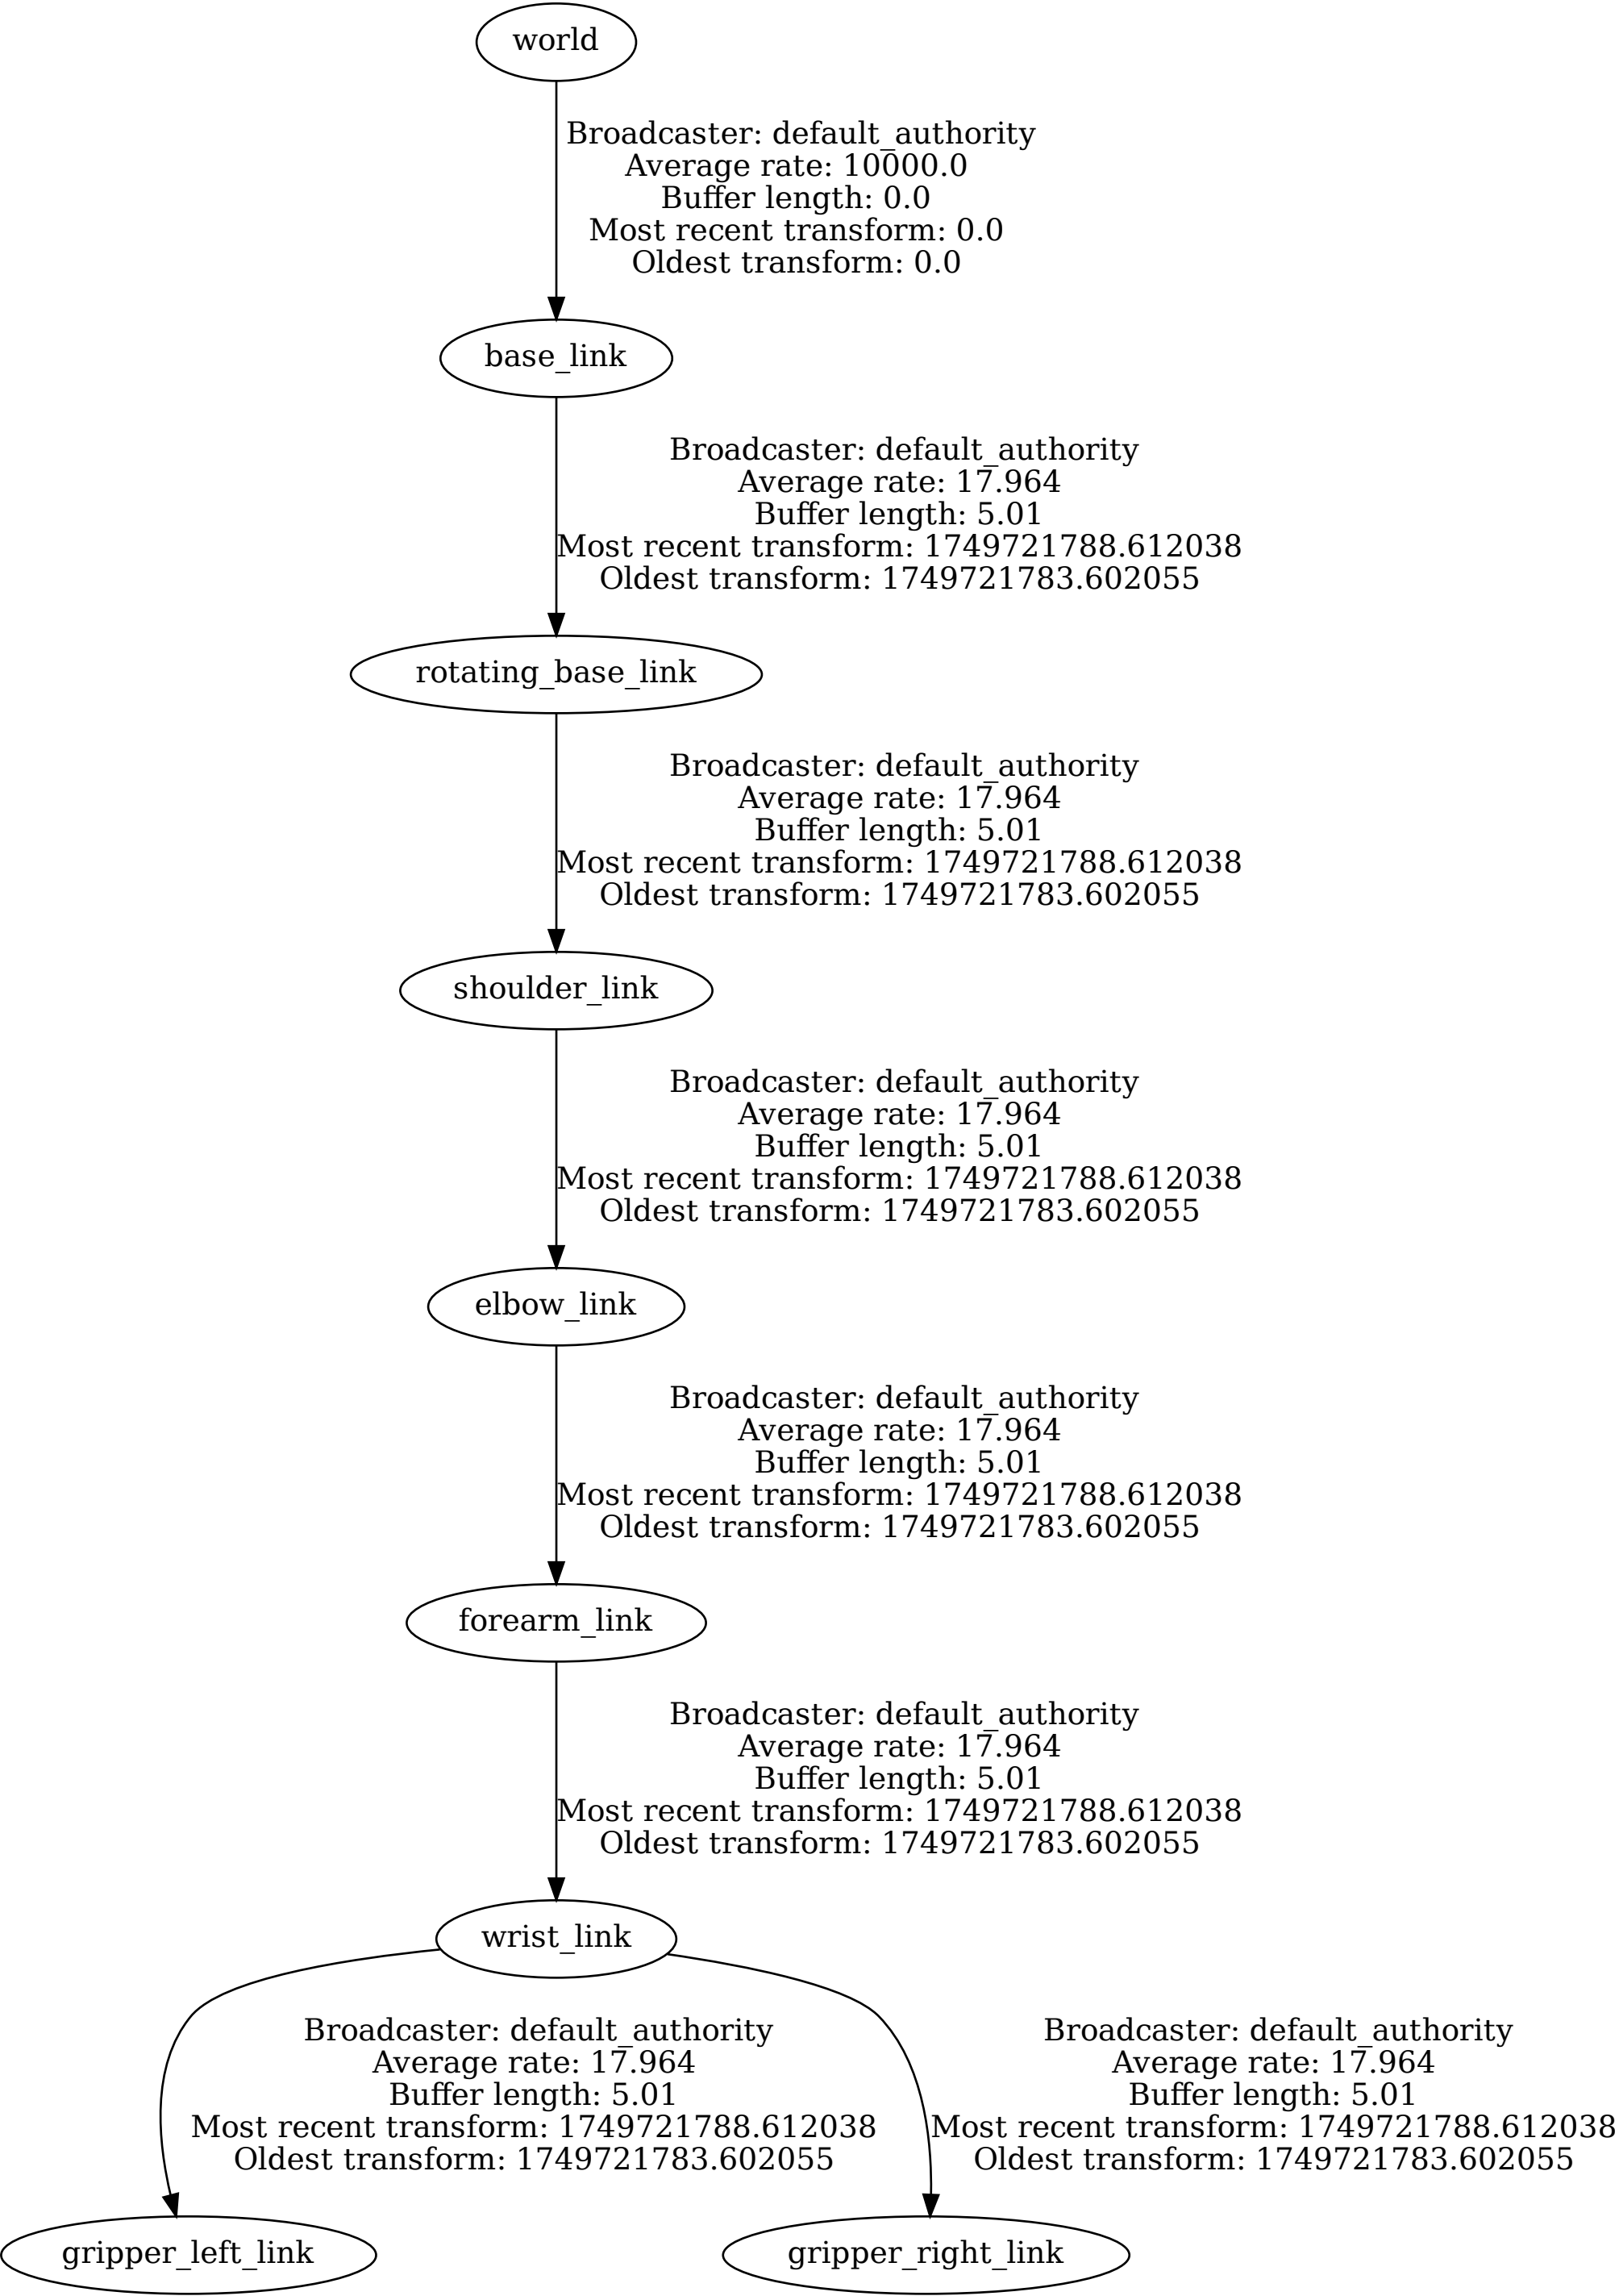 world
Broadcaster: default_authority
Average rate: 10000.0
Buffer length: 0.0
Most recent transform: 0.0
Oldest transform: 0.0
base_link
Broadcaster: default_authority
Average rate: 17.964
Buffer length: 5.01
Most recent transform: 1749721788.612038
Oldest transform: 1749721783.602055
rotating_base_link
Broadcaster: default_authority
Average rate: 17.964
Buffer length: 5.01
Most recent transform: 1749721788.612038
Oldest transform: 1749721783.602055
shoulder_link
Broadcaster: default_authority
Average rate: 17.964
Buffer length: 5.01
Most recent transform: 1749721788.612038
Oldest transform: 1749721783.602055
elbow_link
Broadcaster: default_authority
Average rate: 17.964
Buffer length: 5.01
Most recent transform: 1749721788.612038
Oldest transform: 1749721783.602055
forearm_link
Broadcaster: default_authority
Average rate: 17.964
Buffer length: 5.01
Most recent transform: 1749721788.612038
Oldest transform: 1749721783.602055
wrist_link
Broadcaster: default_authority
Average rate: 17.964
Buffer length: 5.01
Most recent transform: 1749721788.612038
Oldest transform: 1749721783.602055
Broadcaster: default_authority
Average rate: 17.964
Buffer length: 5.01
Most recent transform: 1749721788.612038
Oldest transform: 1749721783.602055
gripper_left_link
gripper_right_link